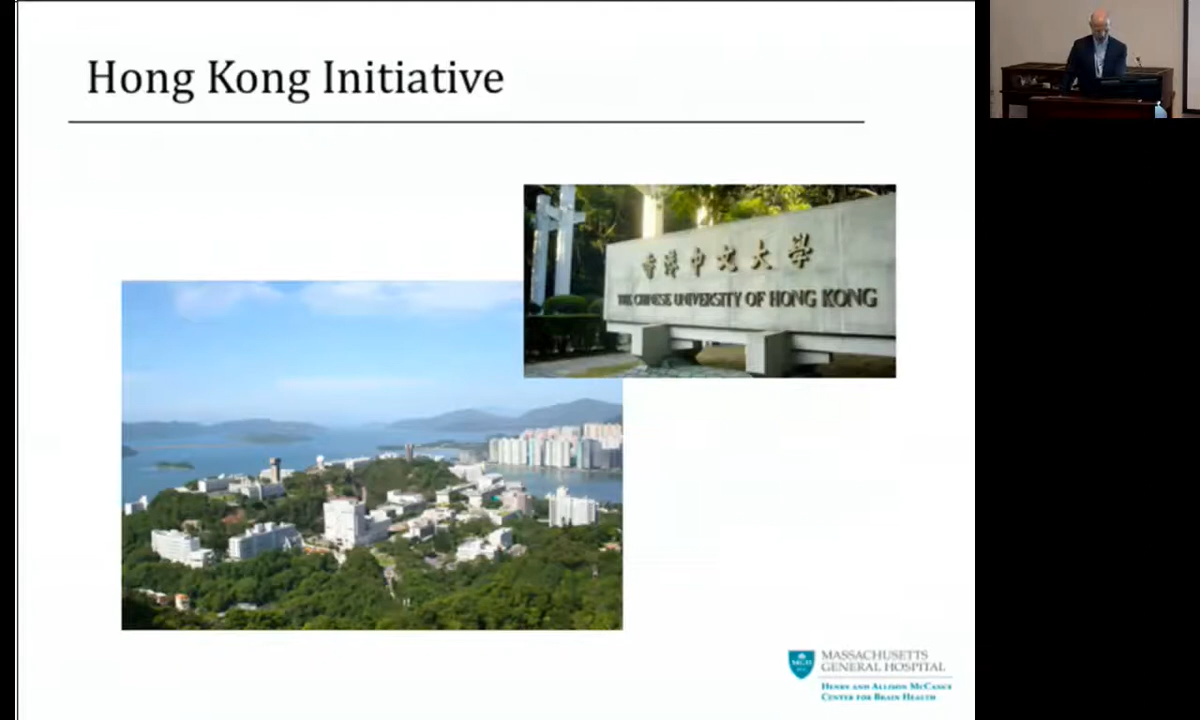 Hong Kong Initiative
香港中文大學
THE CHINESE UNIVERSITY OF HONG KONG
MGH
MASSACHUSETTS
GENERAL HOSPITAL
HENRY AND ALLISON MCCANCE
CENTER FOR BRAIN HEALTH